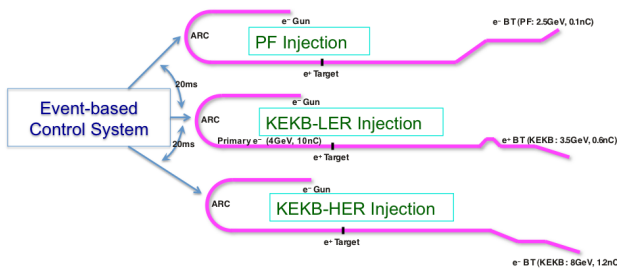 e⁻ Gun
e⁻ BT (PF: 2.5GeV, 0.1nC)
ARC
PF Injection
e⁺ Target
20ms
Event-based
Control System
e⁻ Gun
ARC
KEKB-LER Injection
Primary e⁻ (4GeV, 10nC)
e⁺ BT (KEKB: 3.5GeV, 0.6nC)
20ms
e⁺ Target
e⁻ Gun
ARC
KEKB-HER Injection
e⁺ Target
e⁻ BT (KEKB: 8GeV, 1.2nC